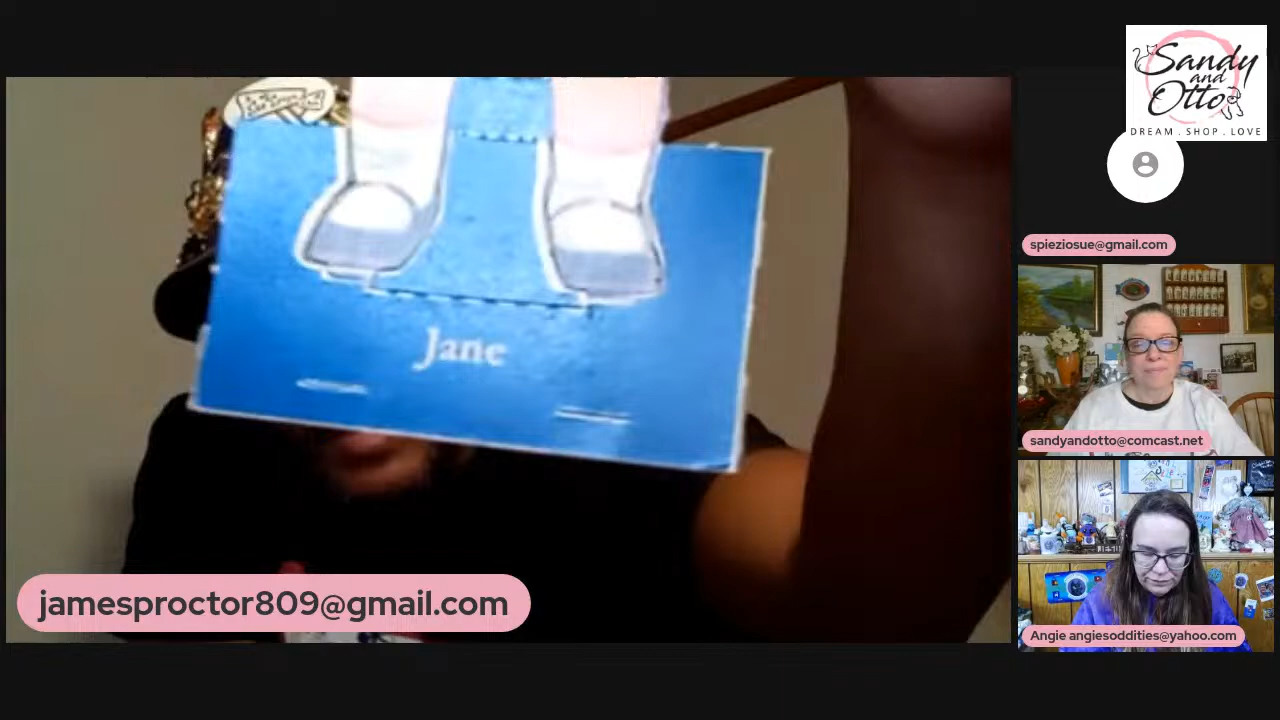 Sandy
and
Otto
DREAM . SHOP . LOVE
spieziosue@gmail.com
Jane
sandyandotto@comcast.net
jamesproctor809@gmail.com
Angie angiesoddities@yahoo.com